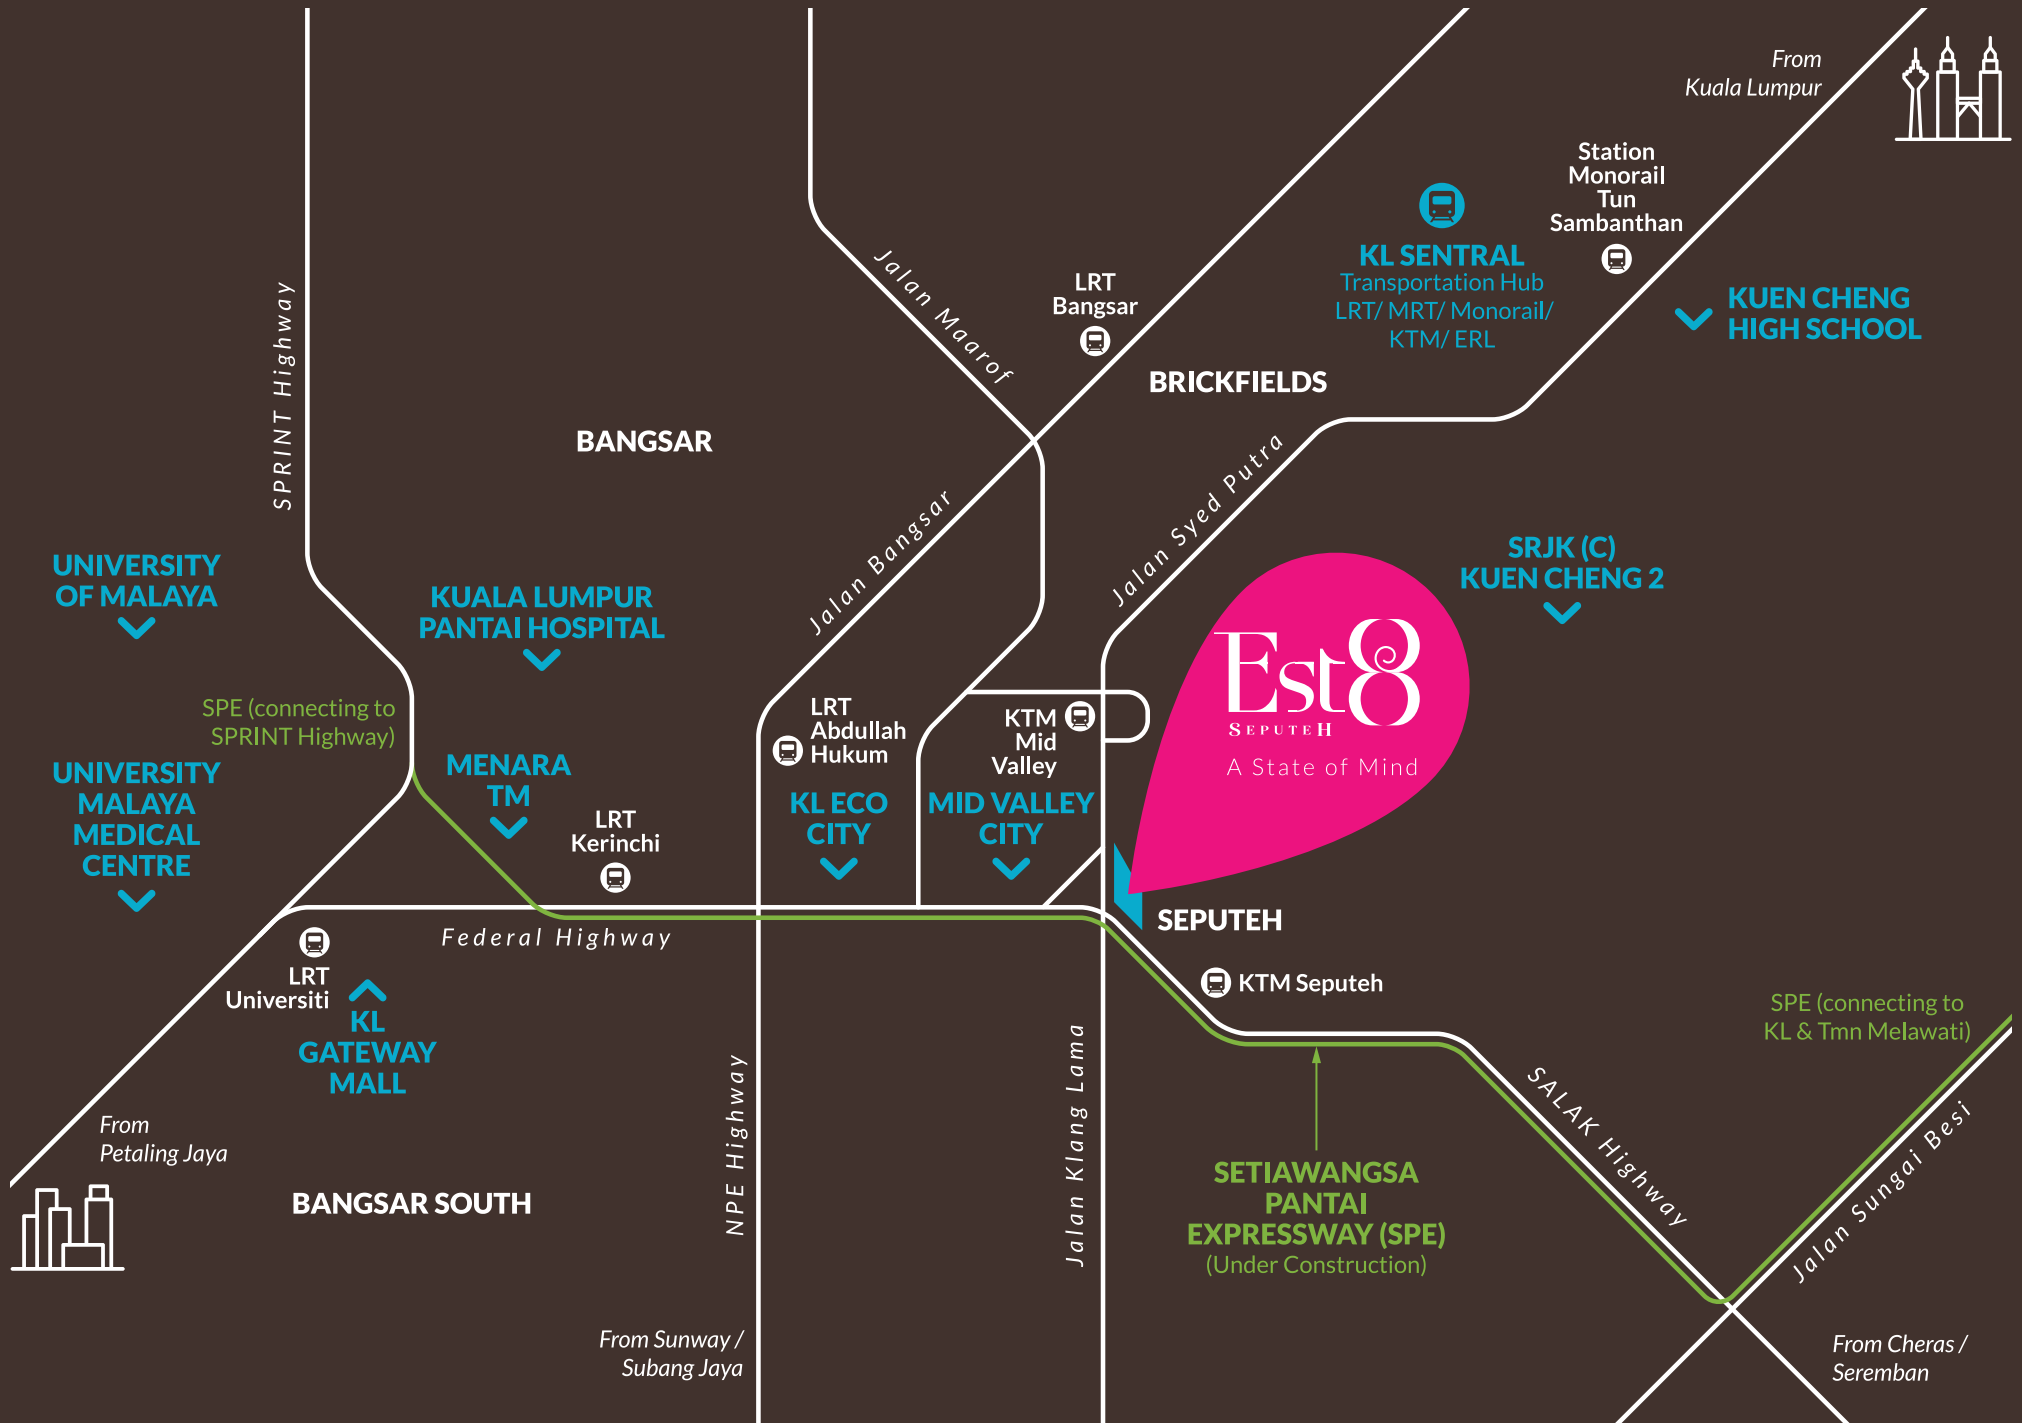 From
Kuala Lumpur
Station
Monorail
Tun
Sambanthan
KL SENTRAL
Transportation Hub
LRT/ MRT/ Monorail/
KTM/ ERL
KUEN CHENG
HIGH SCHOOL
LRT
Bangsar
Jalan Maarof
SPRINT Highway
BRICKFIELDS
BANGSAR
Jalan Bangsar
Jalan Syed Putra
SRJK (C)
KUEN CHENG 2
UNIVERSITY
OF MALAYA
KUALA LUMPUR
PANTAI HOSPITAL
Est8
SEPUTEH
A State of Mind
SPE (connecting to
SPRINT Highway)
LRT
Abdullah
Hukum
KTM
Mid
Valley
UNIVERSITY
MALAYA
MEDICAL
CENTRE
MENARA
TM
LRT
Kerinchi
KL ECO
CITY
MID VALLEY
CITY
SEPUTEH
Federal Highway
LRT
Universiti
KL
GATEWAY
MALL
KTM Seputeh
SPE (connecting to
KL & Tmn Melawati)
From
Petaling Jaya
BANGSAR SOUTH
NPE Highway
Jalan Klang Lama
SETIAWANGSA
PANTAI
EXPRESSWAY (SPE)
(Under Construction)
SALAK Highway
Jalan Sungai Besi
From Sunway /
Subang Jaya
From Cheras /
Seremban